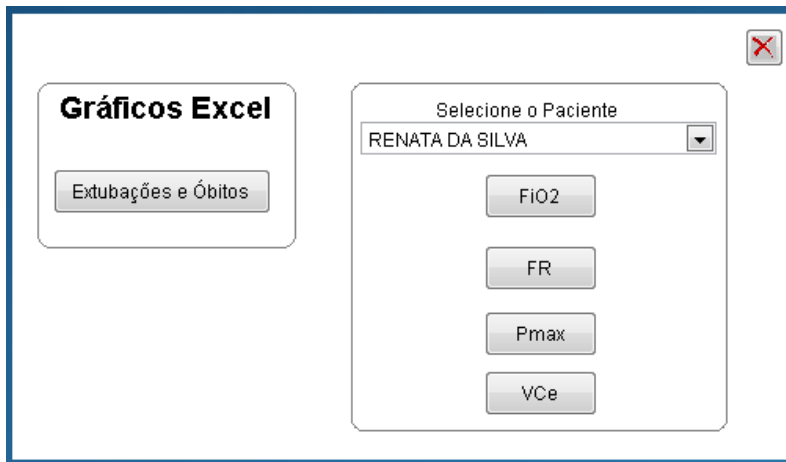 Gráficos Excel
Extubações e Óbitos
Selecione o Paciente
RENATA DA SILVA
FiO2
FR
Pmax
VCe